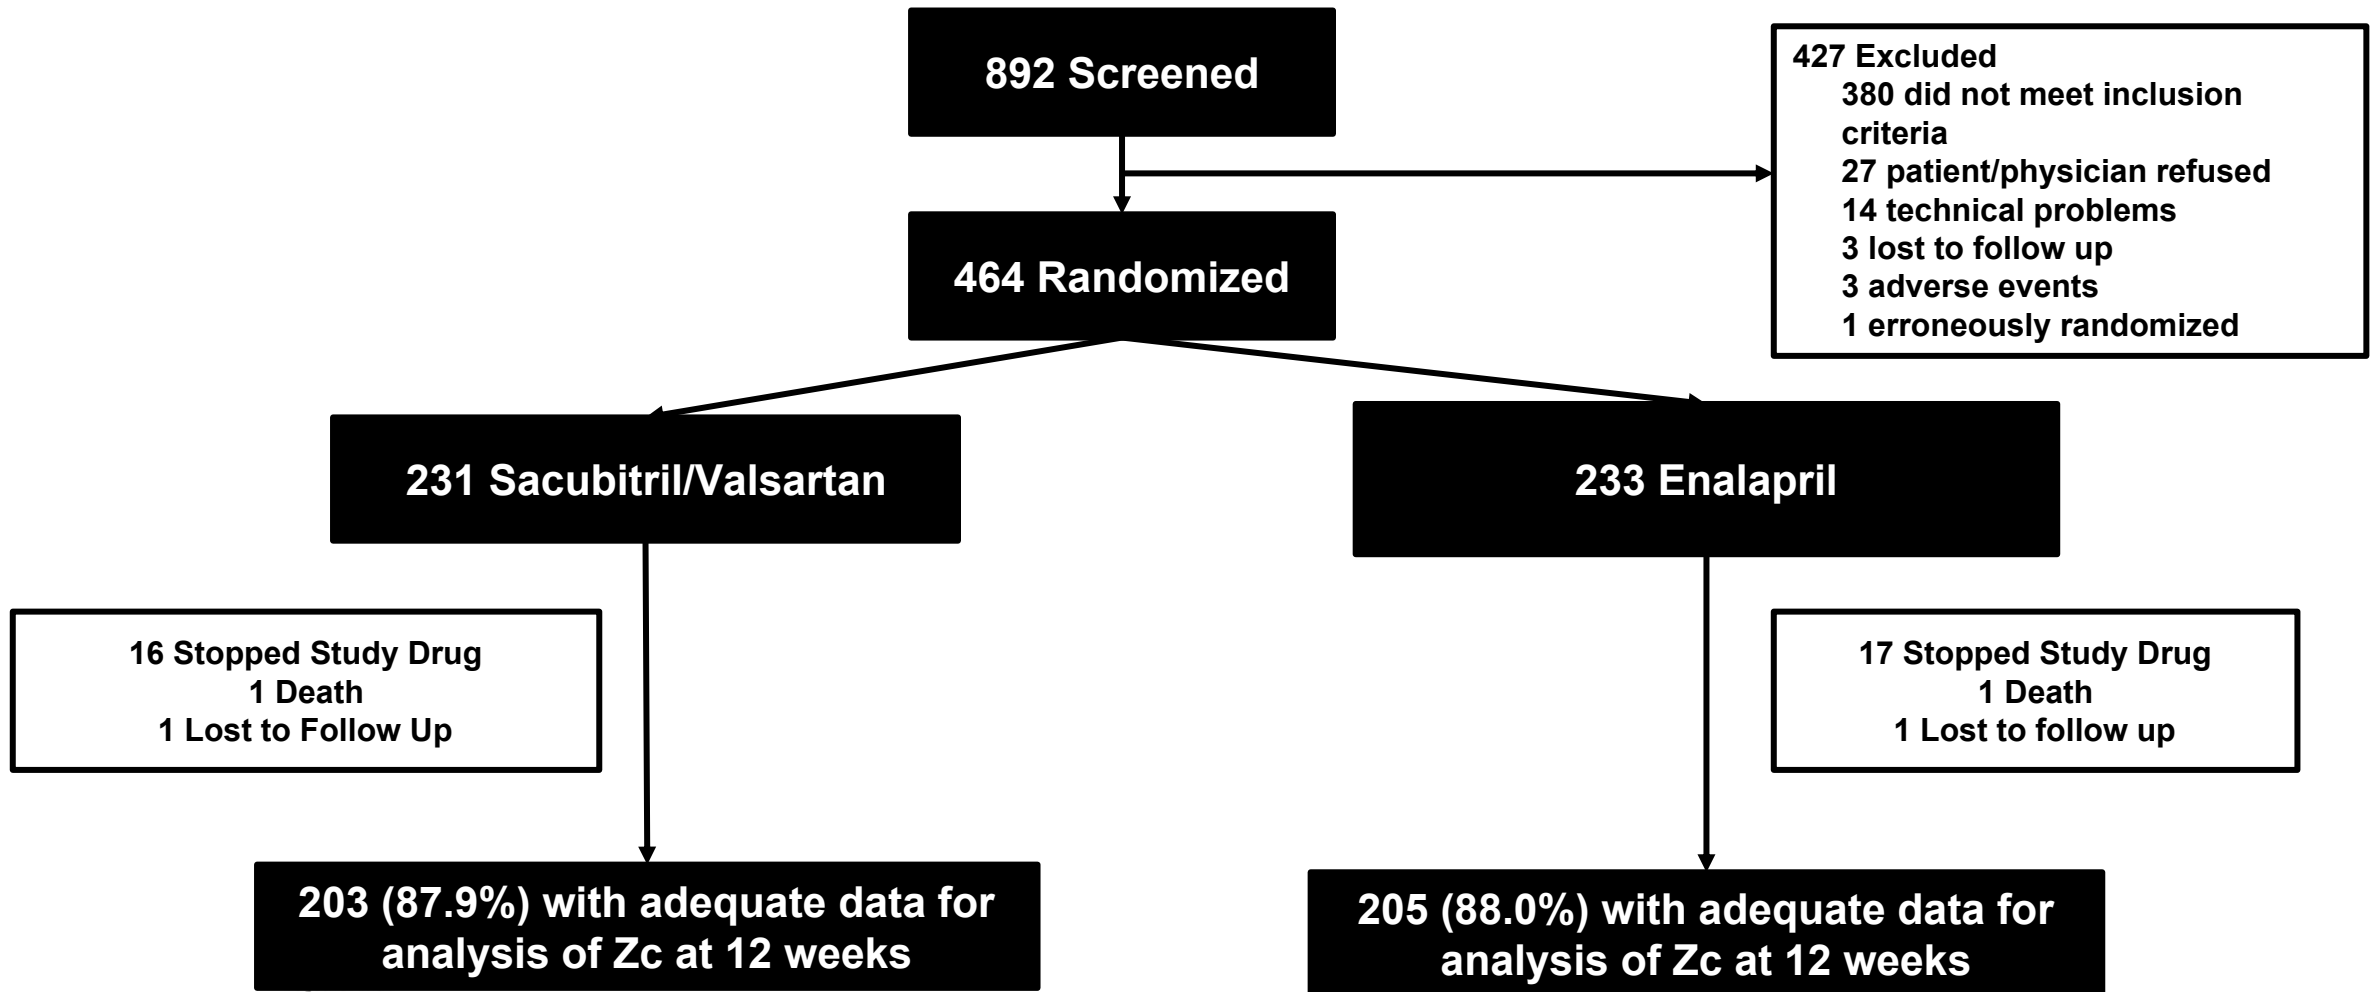 892 Screened
427 Excluded
380 did not meet inclusion
criteria
27 patient/physician refused
14 technical problems
3 lost to follow up
3 adverse events
1 erroneously randomized
464 Randomized
231 Sacubitril/Valsartan
233 Enalapril
16 Stopped Study Drug
1 Death
1 Lost to Follow Up
17 Stopped Study Drug
1 Death
1 Lost to follow up
203 (87.9%) with adequate data for
analysis of Zc at 12 weeks
205 (88.0%) with adequate data for
analysis of Zc at 12 weeks